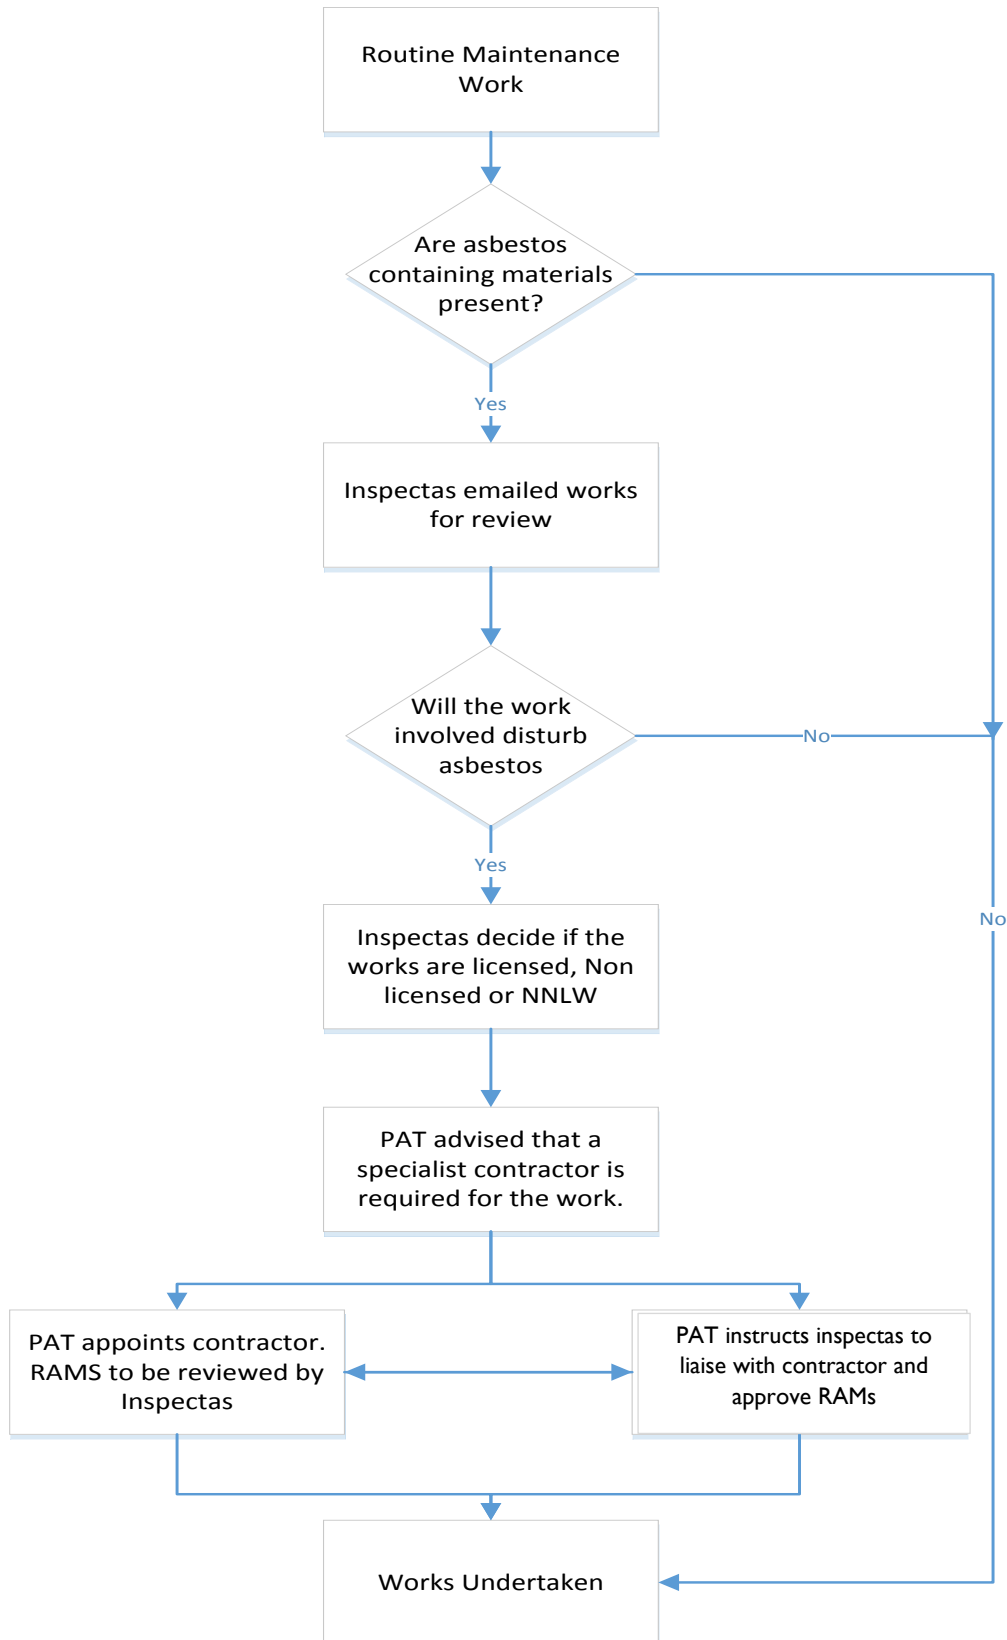 Routine Maintenance
Work
Are asbestos
containing materials
present?
Yes
Inspectas emailed works
for review
Will the work
involved disturb
asbestos
No
Yes
Inspectas decide if the
works are licensed, Non
licensed or NNLW
No
PAT advised that a
specialist contractor is
required for the work.
PAT appoints contractor.
RAMS to be reviewed by
Inspectas
PAT instructs inspectas to
liaise with contractor and
approve RAMs
Works Undertaken